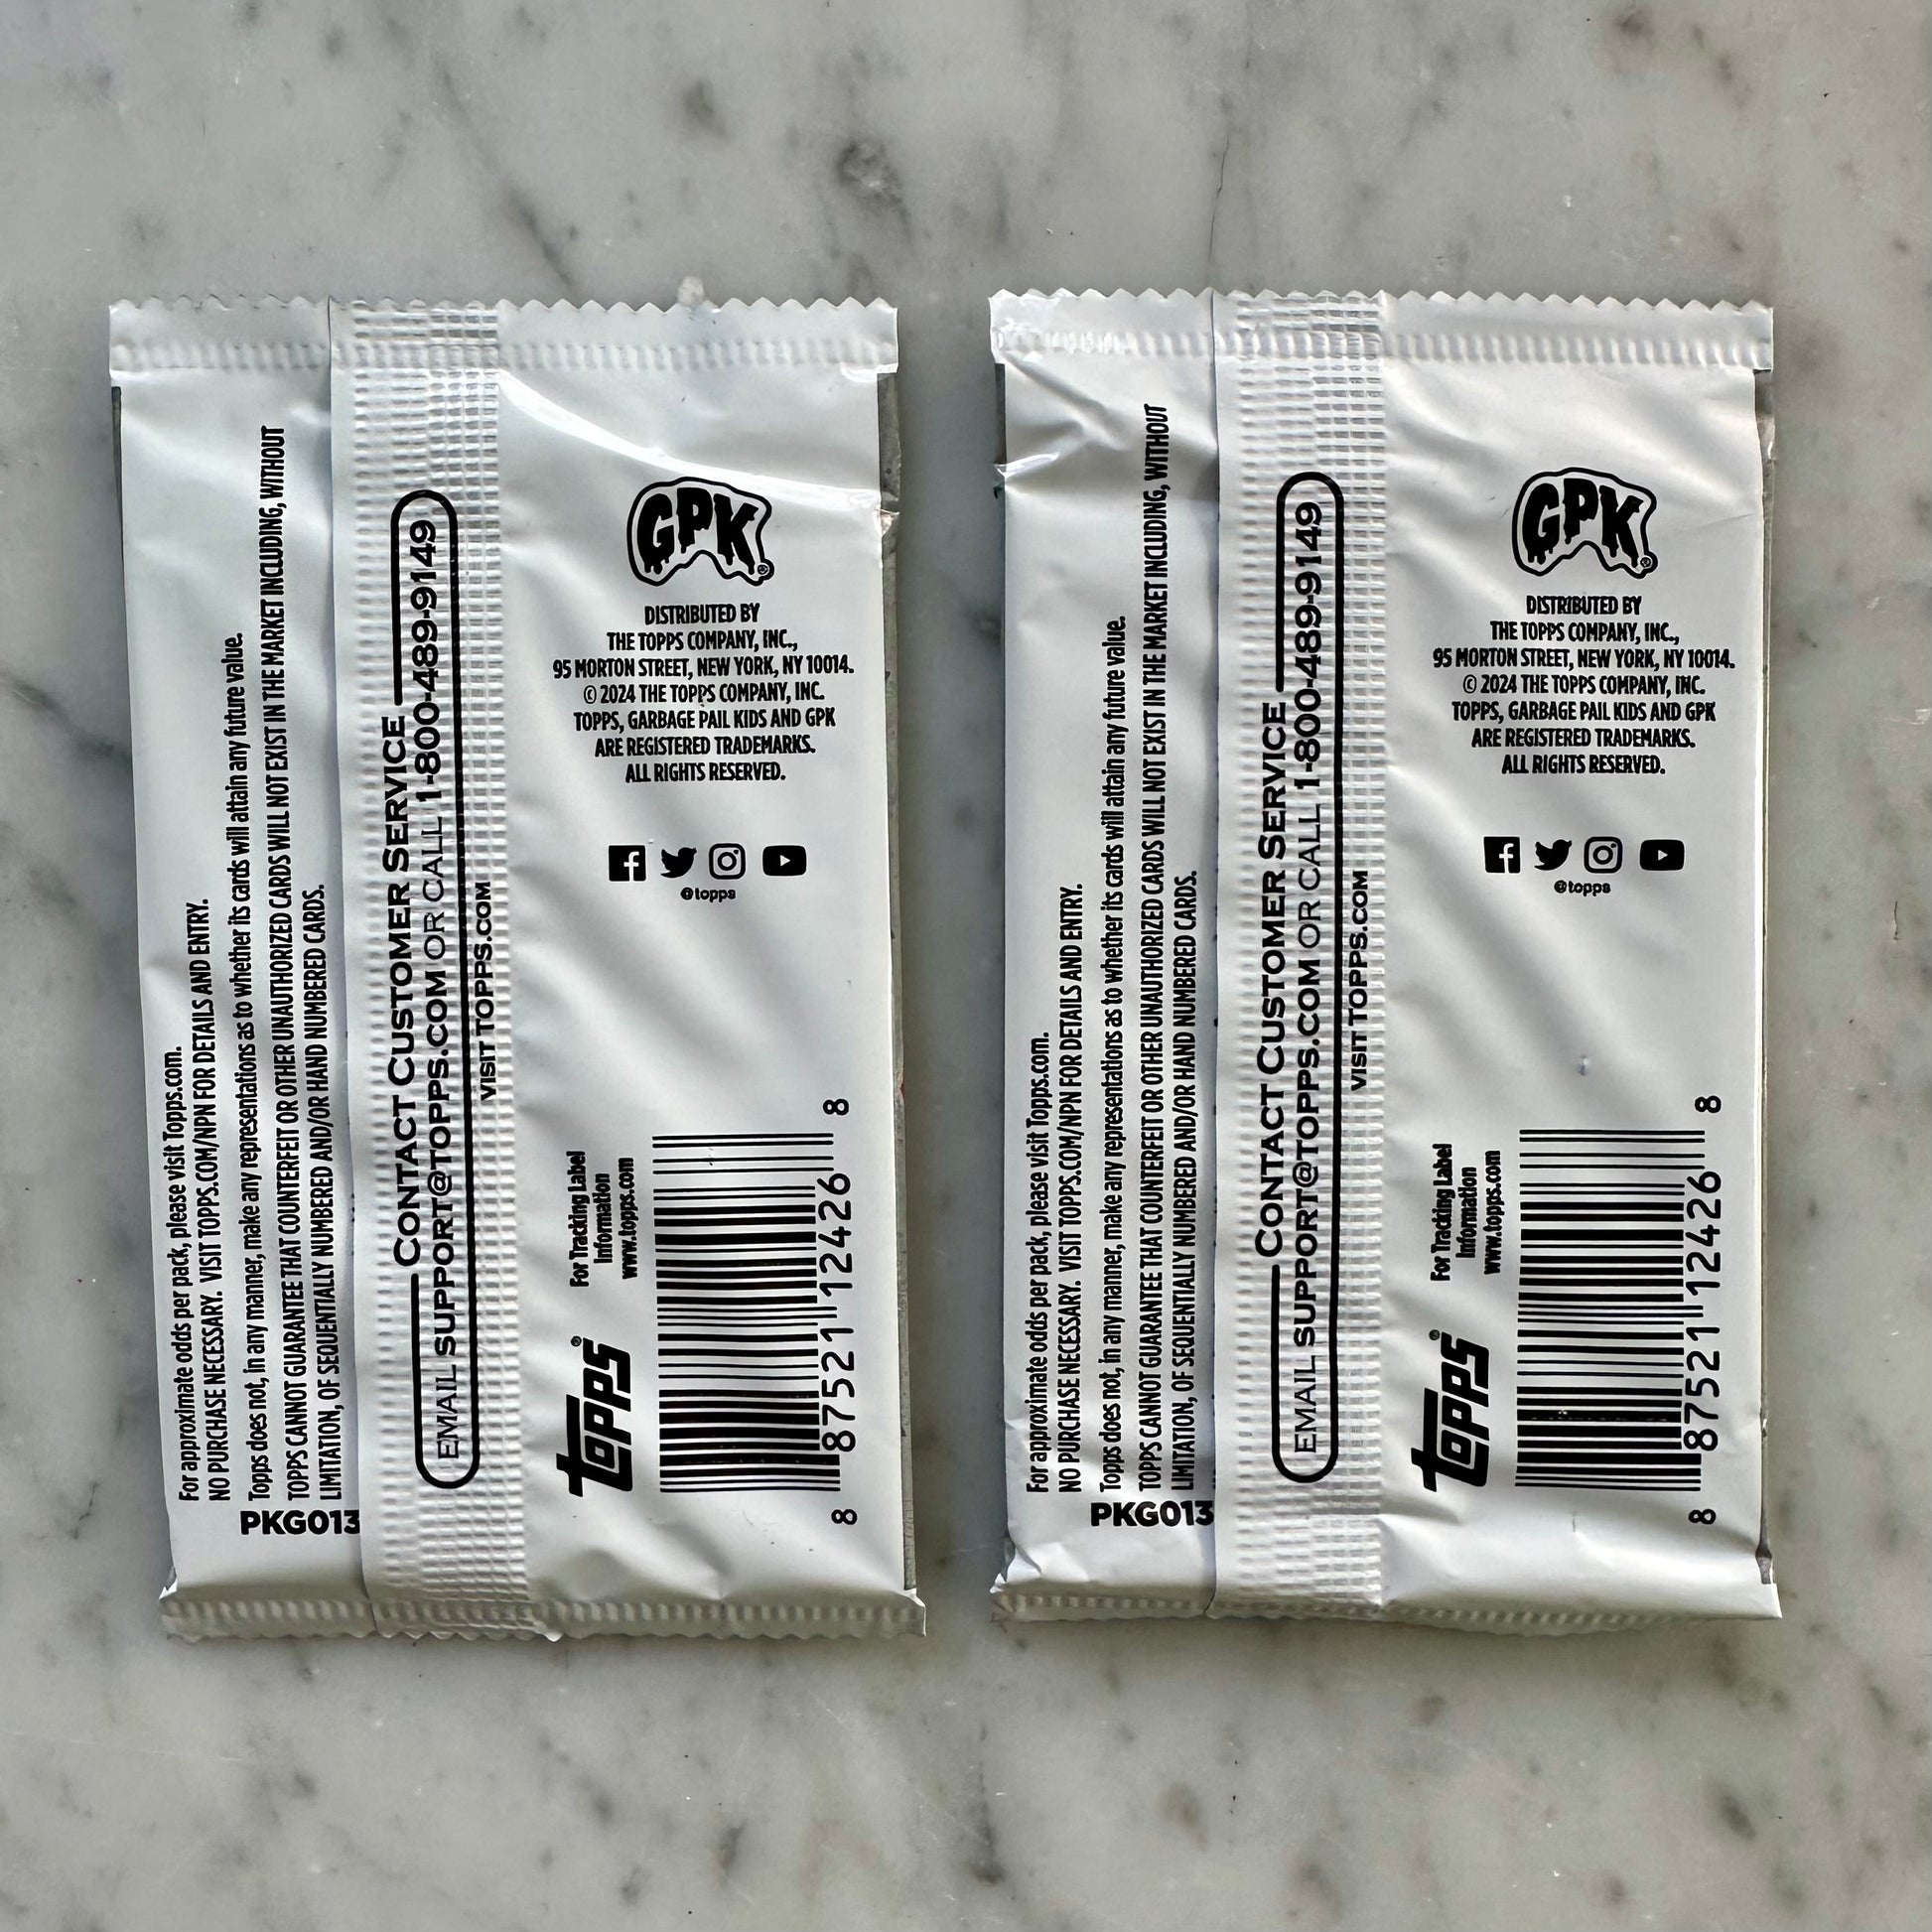 For approximate odds per pack, please visit Topps.com.
NO PURCHASE NECESSARY. VISIT TOPPS.COM/NPN FOR DETAILS AND ENTRY.
Topps does not, in any manner, make any representations as to whether its cards will attain any future value.
TOPPS CANNOT GUARANTEE THAT COUNTERFEIT OR OTHER UNAUTHORIZED CARDS WILL NOT EXIST IN THE MARKET INCLUDING, WITHOUT
LIMITATION, OF SEQUENTIALLY NUMBERED AND/OR HAND NUMBERED CARDS.
PKG013
CONTACT CUSTOMER SERVICE
EMAIL SUPPORT@TOPPS.COM OR CALL 1-800-489-9149
VISIT TOPPS.COM
GPK®
DISTRIBUTED BY
THE TOPPS COMPANY, INC.,
95 MORTON STREET, NEW YORK, NY 10014.
© 2024 THE TOPPS COMPANY, INC.
TOPPS, GARBAGE PAIL KIDS AND GPK
ARE REGISTERED TRADEMARKS.
ALL RIGHTS RESERVED.
@topps
For Tracking Label
Information
www.topps.com
topps®
8 87521 12426 8
For approximate odds per pack, please visit Topps.com.
NO PURCHASE NECESSARY. VISIT TOPPS.COM/NPN FOR DETAILS AND ENTRY.
Topps does not, in any manner, make any representations as to whether its cards will attain any future value.
TOPPS CANNOT GUARANTEE THAT COUNTERFEIT OR OTHER UNAUTHORIZED CARDS WILL NOT EXIST IN THE MARKET INCLUDING, WITHOUT
LIMITATION, OF SEQUENTIALLY NUMBERED AND/OR HAND NUMBERED CARDS.
PKG013
CONTACT CUSTOMER SERVICE
EMAIL SUPPORT@TOPPS.COM OR CALL 1-800-489-9149
VISIT TOPPS.COM
GPK®
DISTRIBUTED BY
THE TOPPS COMPANY, INC.,
95 MORTON STREET, NEW YORK, NY 10014.
© 2024 THE TOPPS COMPANY, INC.
TOPPS, GARBAGE PAIL KIDS AND GPK
ARE REGISTERED TRADEMARKS.
ALL RIGHTS RESERVED.
@topps
For Tracking Label
Information
www.topps.com
topps®
8 87521 12426 8